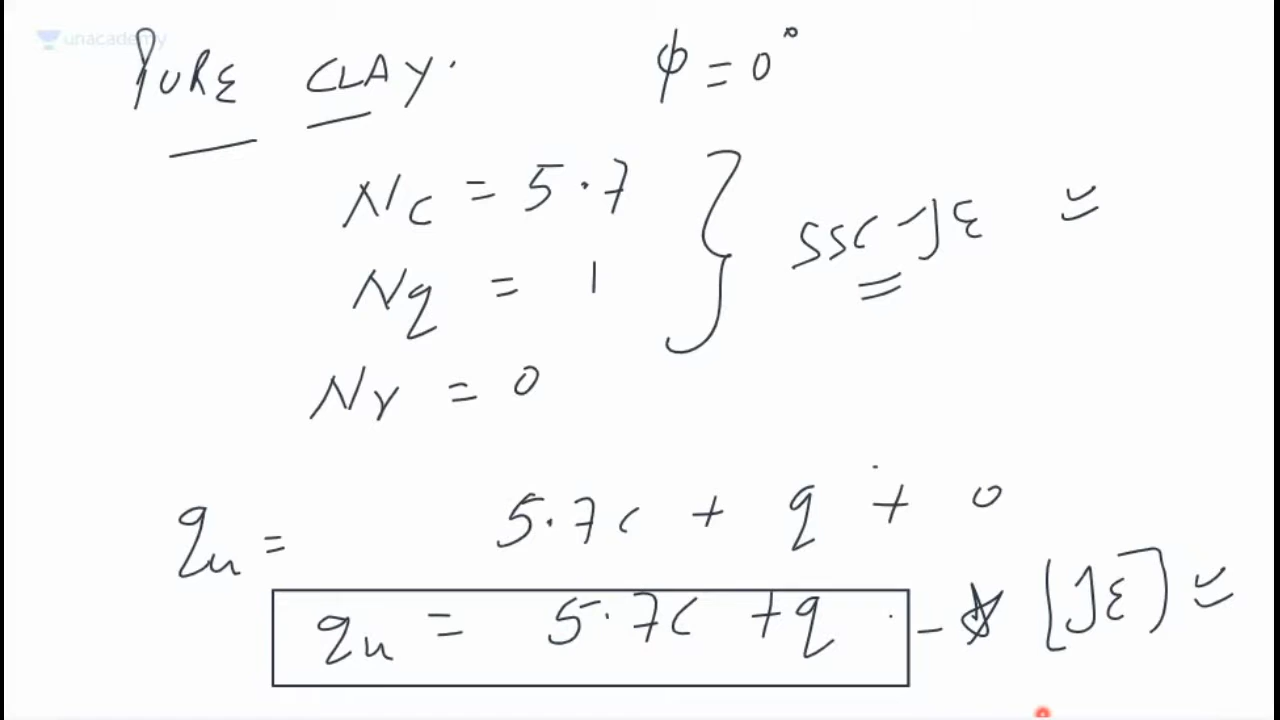 unacademy
PURE CLAY. φ = 0°
Nc = 5.7
Nq = 1
SSC-JE
Nγ = 0
qu = 5.7c + q + 0
qu = 5.7c + q - ☆ [JE]